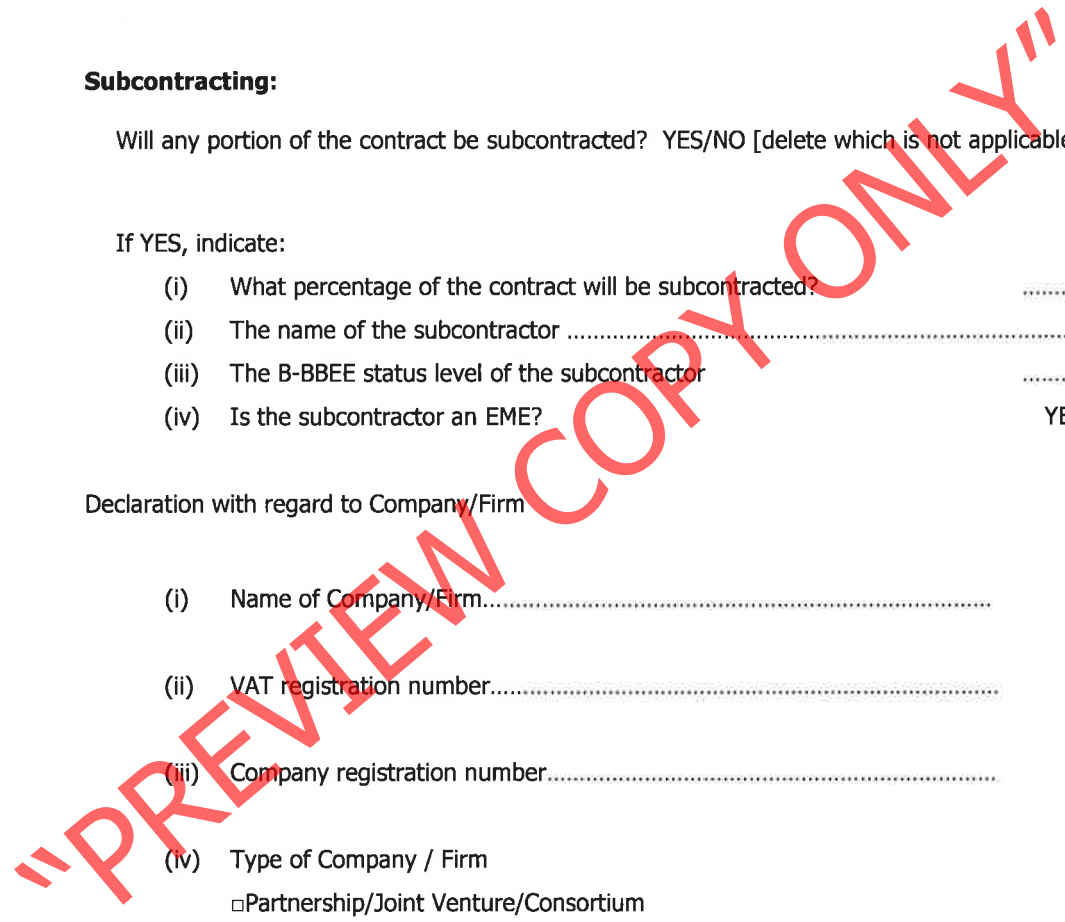 Subcontracting:
Will any portion of the contract be subcontracted? YES/NO [delete which is not applicable
If YES, indicate:
(i) What percentage of the contract will be subcontracted? ........
(ii) The name of the subcontractor ................................................................................
(iii) The B-BBEE status level of the subcontractor ........
(iv) Is the subcontractor an EME? YE
Declaration with regard to Company/Firm
(i) Name of Company/Firm................................................................................
(ii) VAT registration number................................................................................
(iii) Company registration number......................................................................
(iv) Type of Company / Firm
□Partnership/Joint Venture/Consortium
“PREVIEW COPY ONLY”